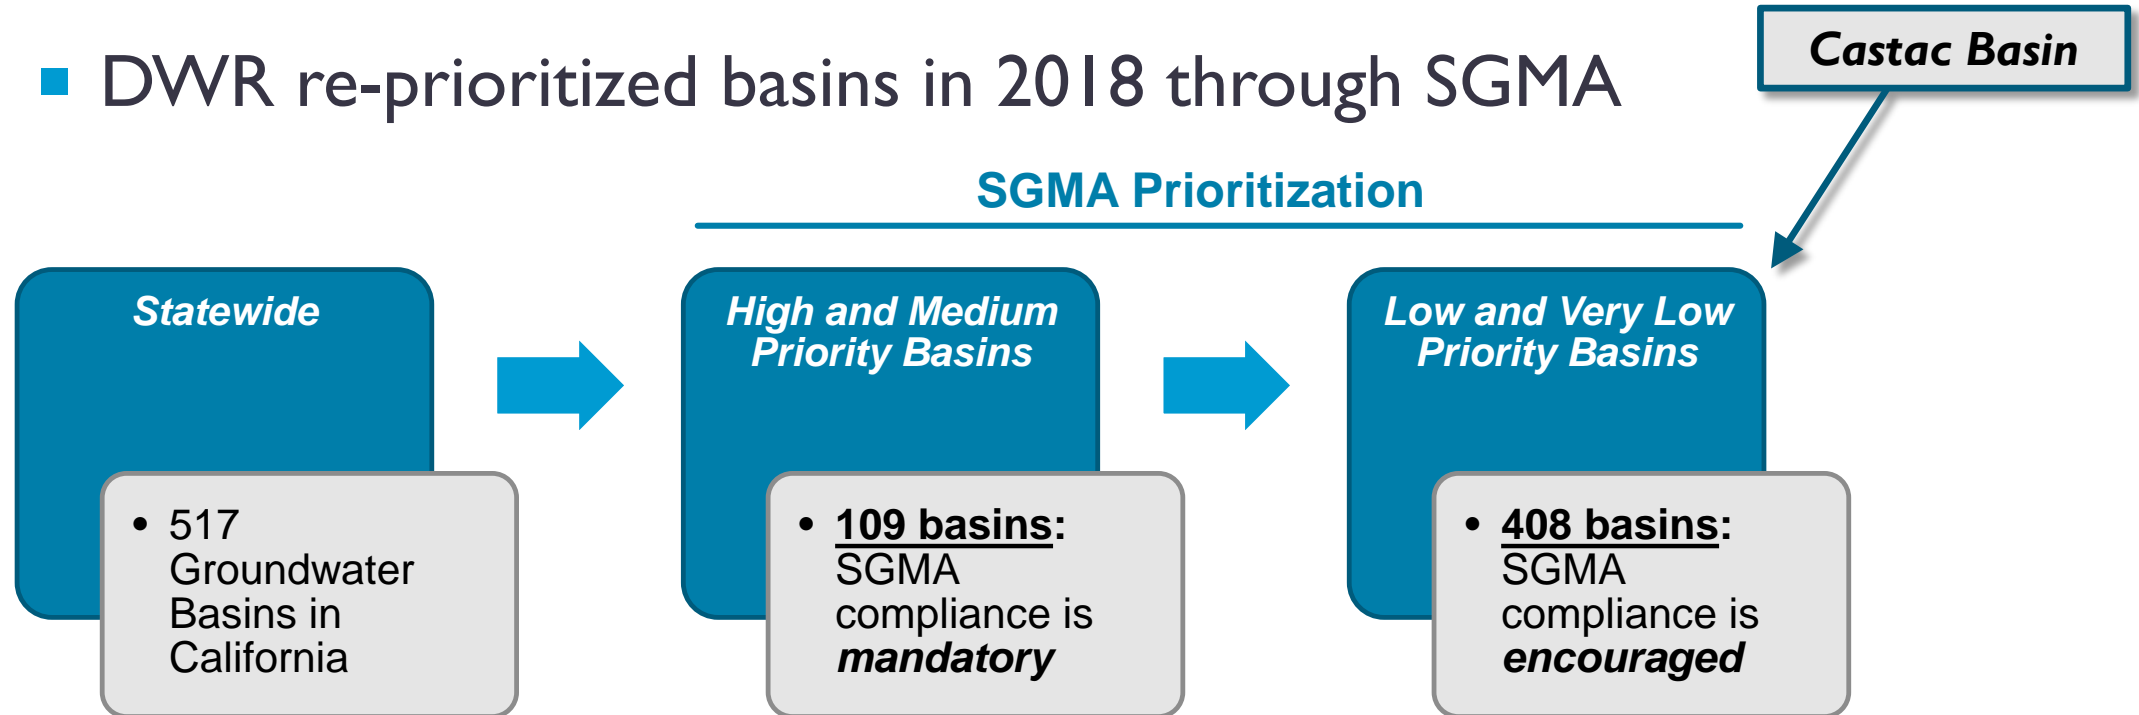 DWR re-prioritized basins in 2018 through SGMA
Castac Basin
SGMA Prioritization
Statewide
• 517
Groundwater
Basins in
California
High and Medium
Priority Basins
• 109 basins:
SGMA
compliance is
mandatory
Low and Very Low
Priority Basins
• 408 basins:
SGMA
compliance is
encouraged